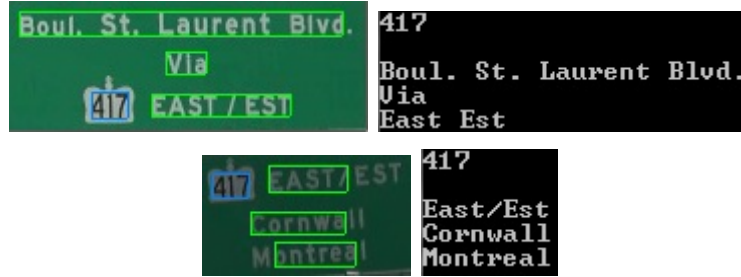 Boul. St. Laurent Blvd.
Via
417 EAST / EST
417

Boul. St. Laurent Blvd.
Via
East Est
417 EAST/EST
Cornwall
Montreal
417

East/Est
Cornwall
Montreal